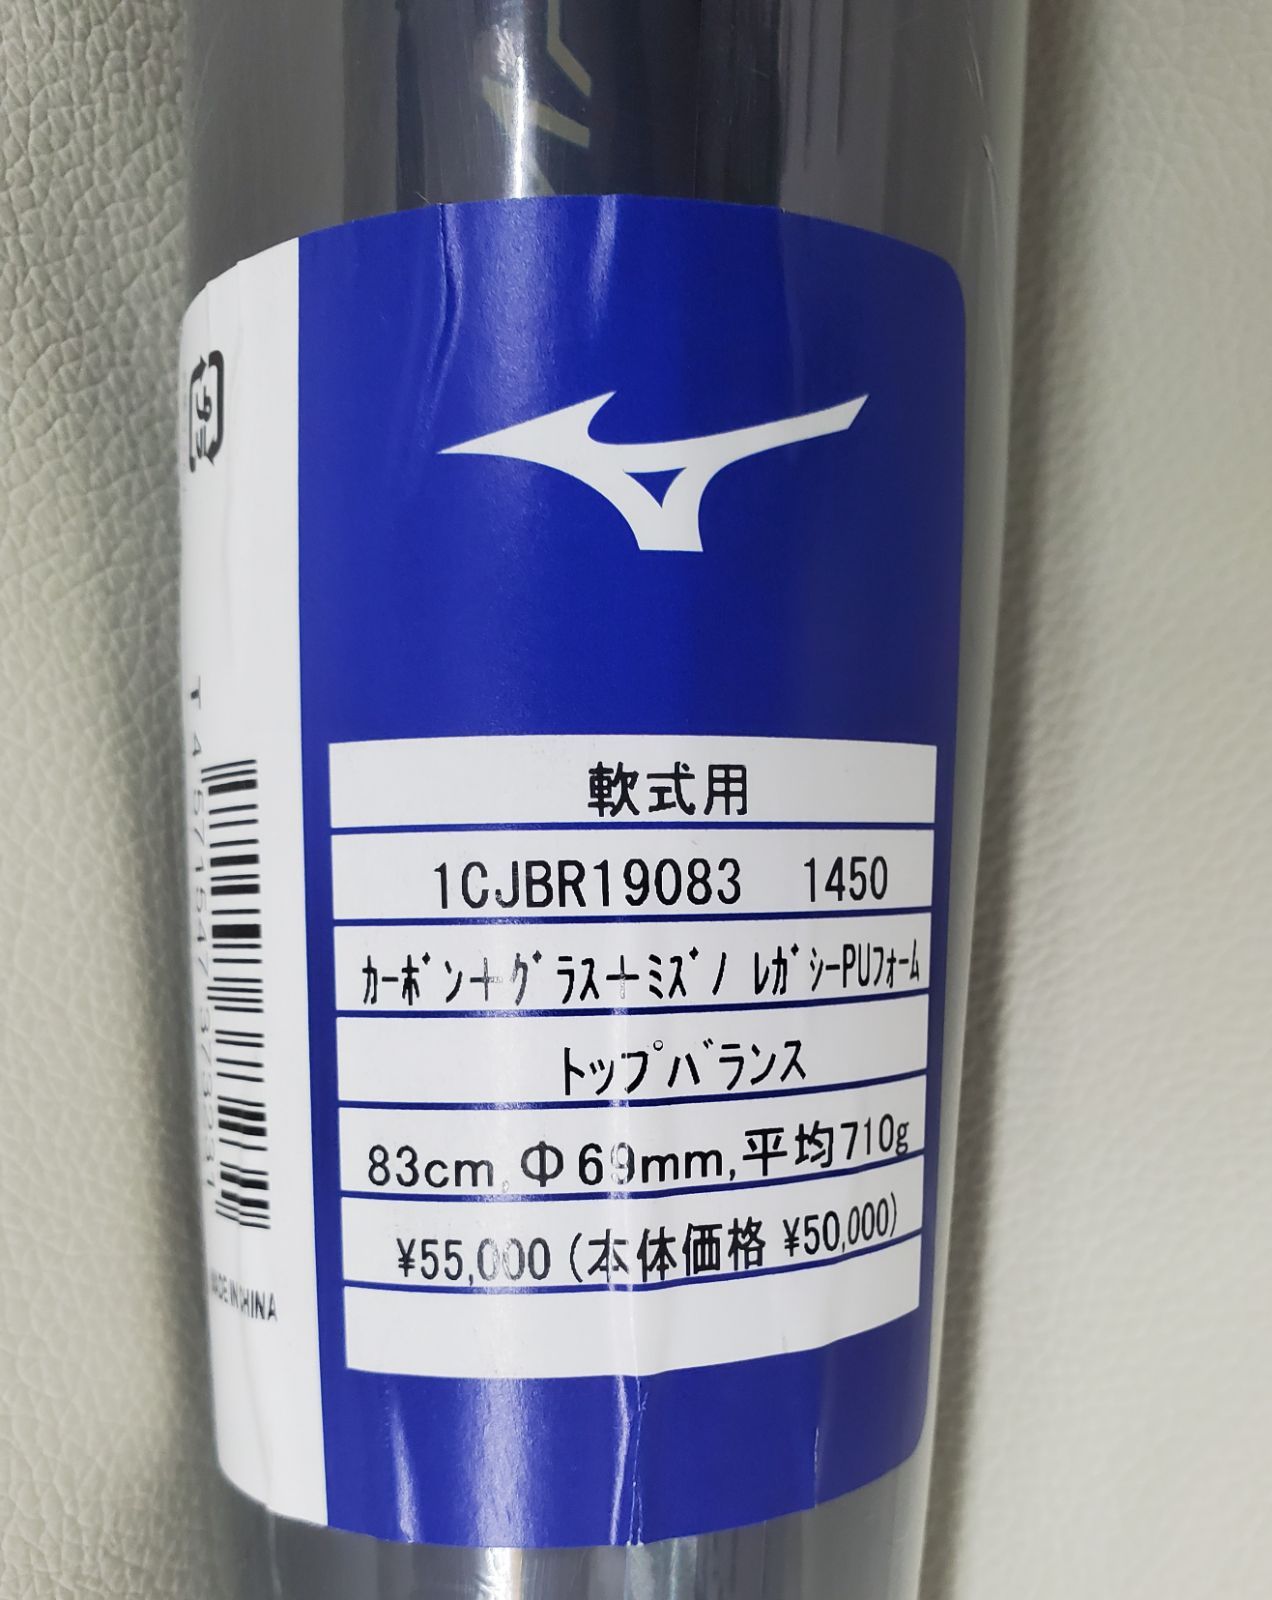 軟式用
1CJBR19083 1450
ｶｰﾎﾞﾝ+ｸﾞﾗｽ+ﾐｽﾞﾉ ﾚｶﾞｼｰPUﾌｫｰﾑ
トップバランス
83cm,Φ69mm,平均710g
¥55,000(本体価格 ¥50,000)
MADE IN CHINA